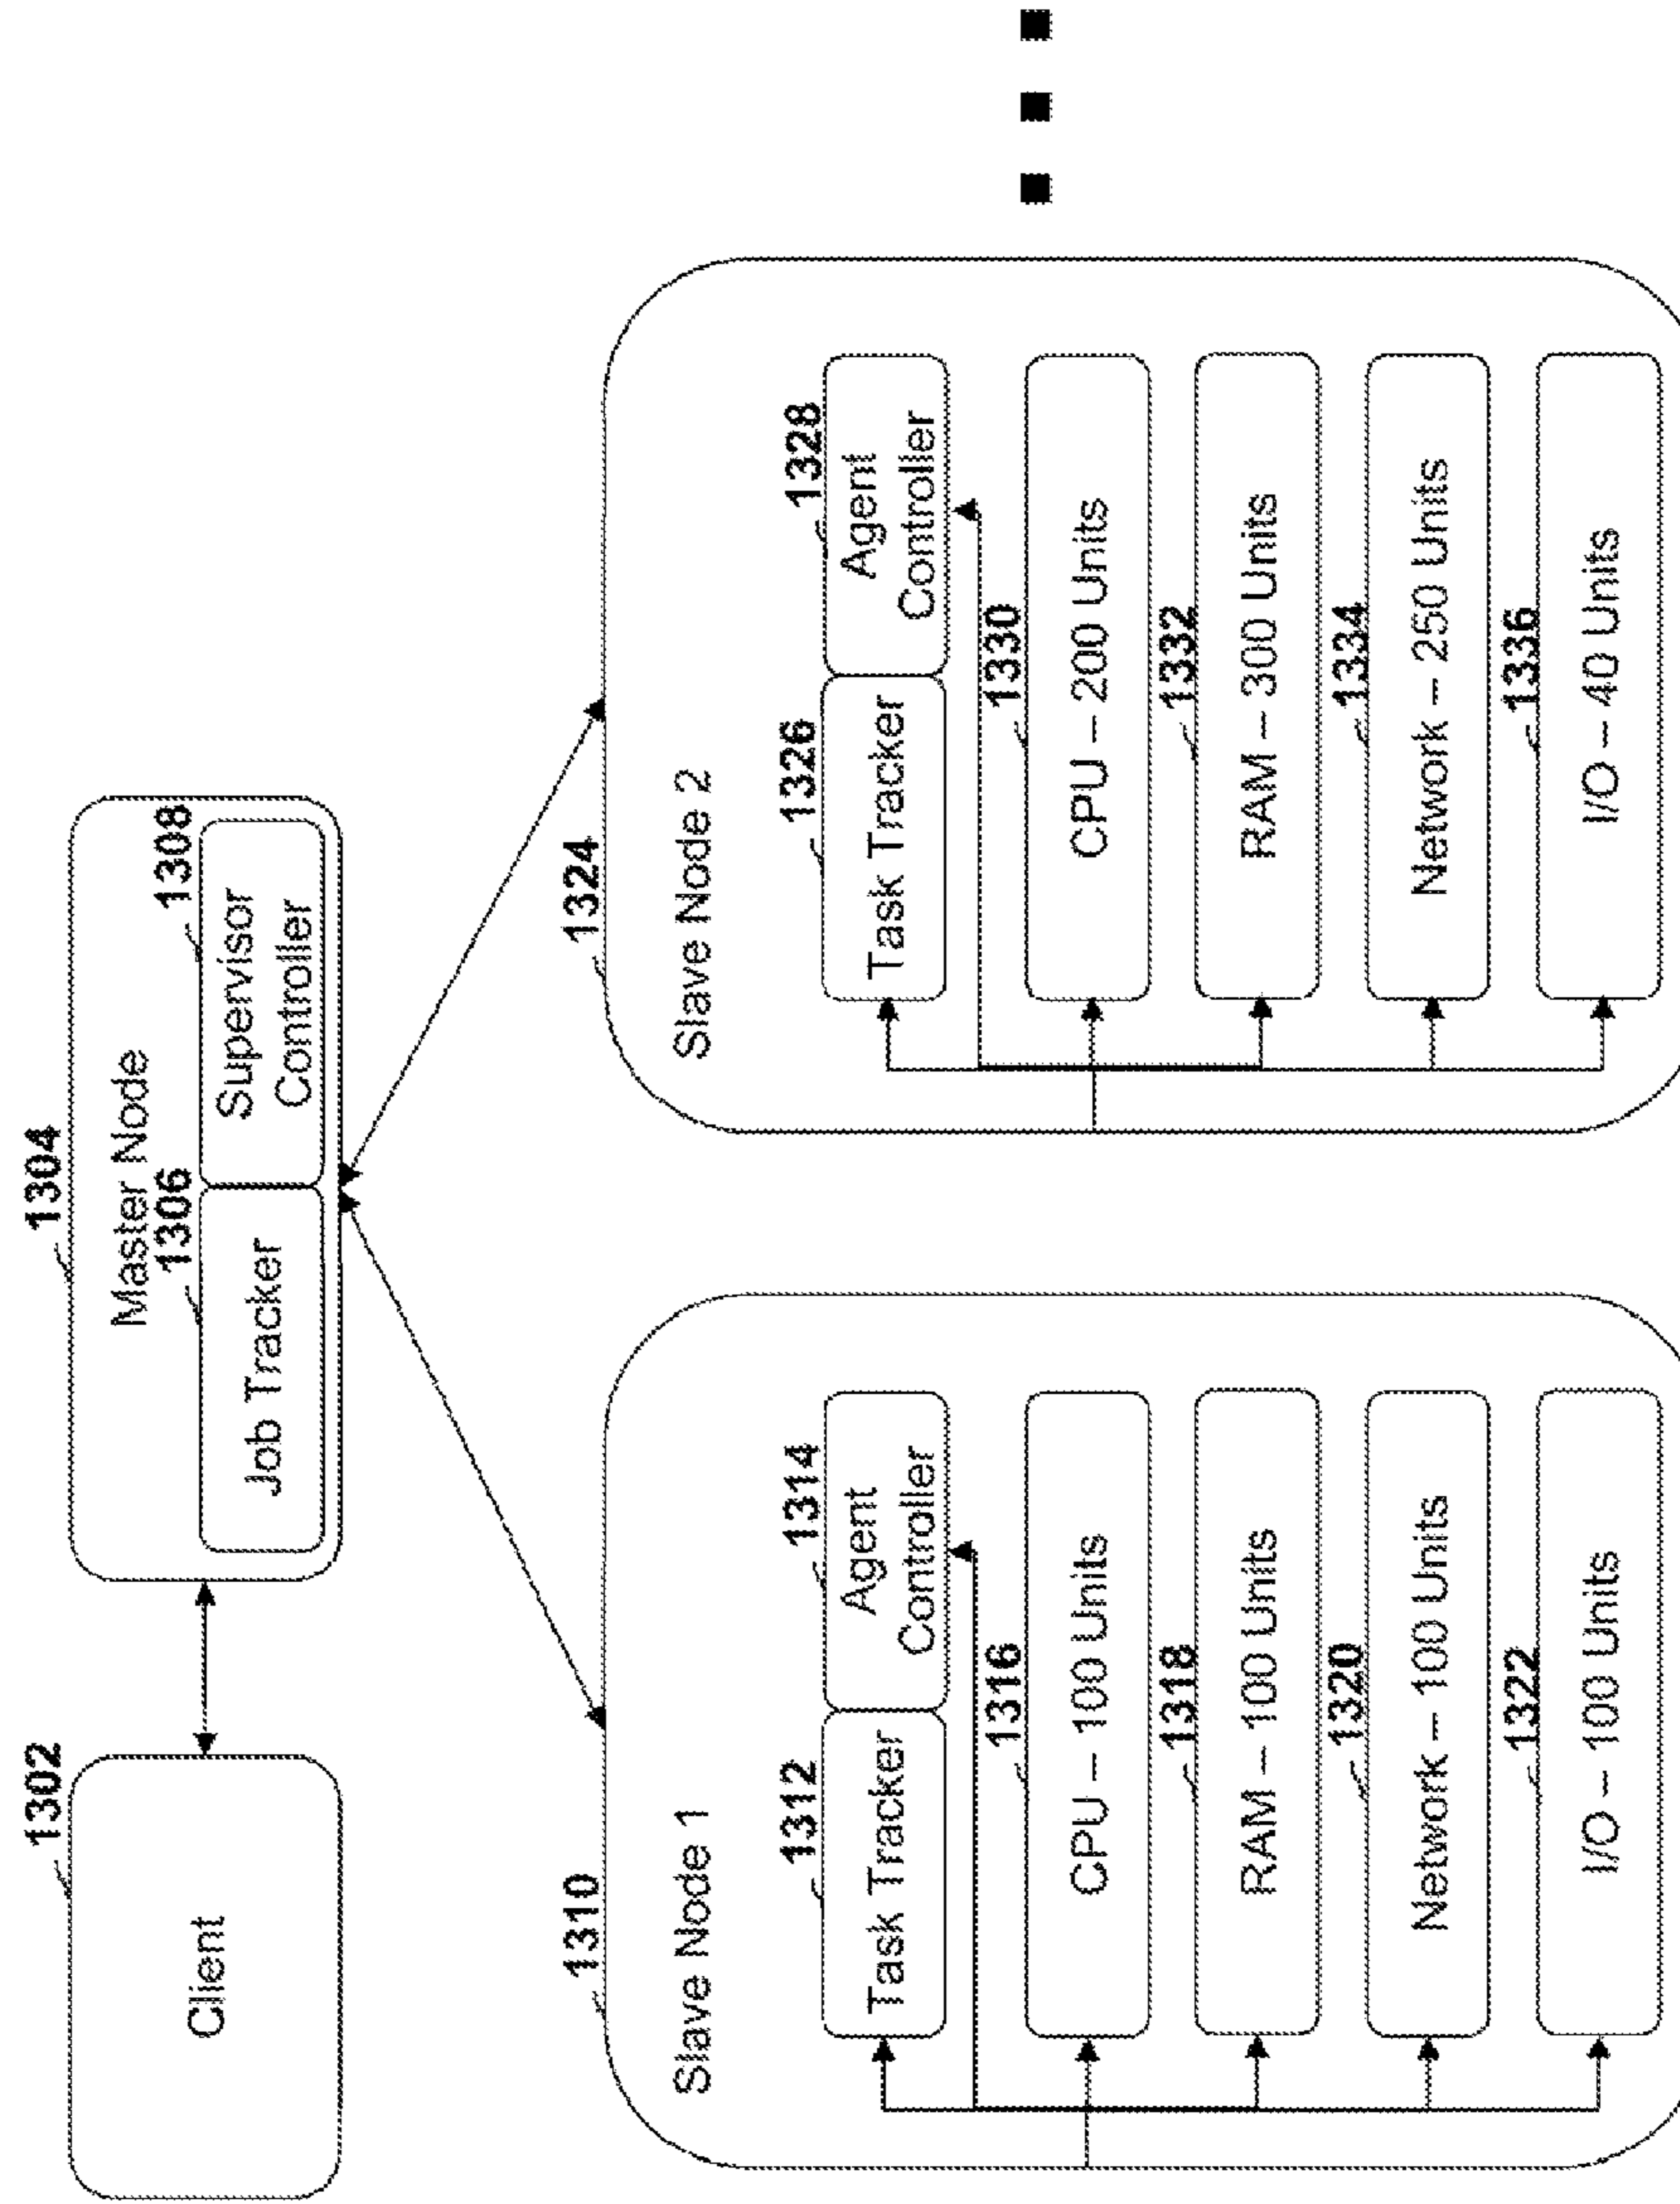 1302
Client
1304
Master Node
1306
Job Tracker
1308
Supervisor
Controller
1310
Slave Node 1
1312
Task Tracker
1314
Agent
Controller
1316
CPU – 100 Units
1318
RAM – 100 Units
1320
Network – 100 Units
1322
I/O – 100 Units
1324
Slave Node 2
1326
Task Tracker
1328
Agent
Controller
1330
CPU – 200 Units
1332
RAM – 300 Units
1334
Network – 250 Units
1336
I/O – 40 Units